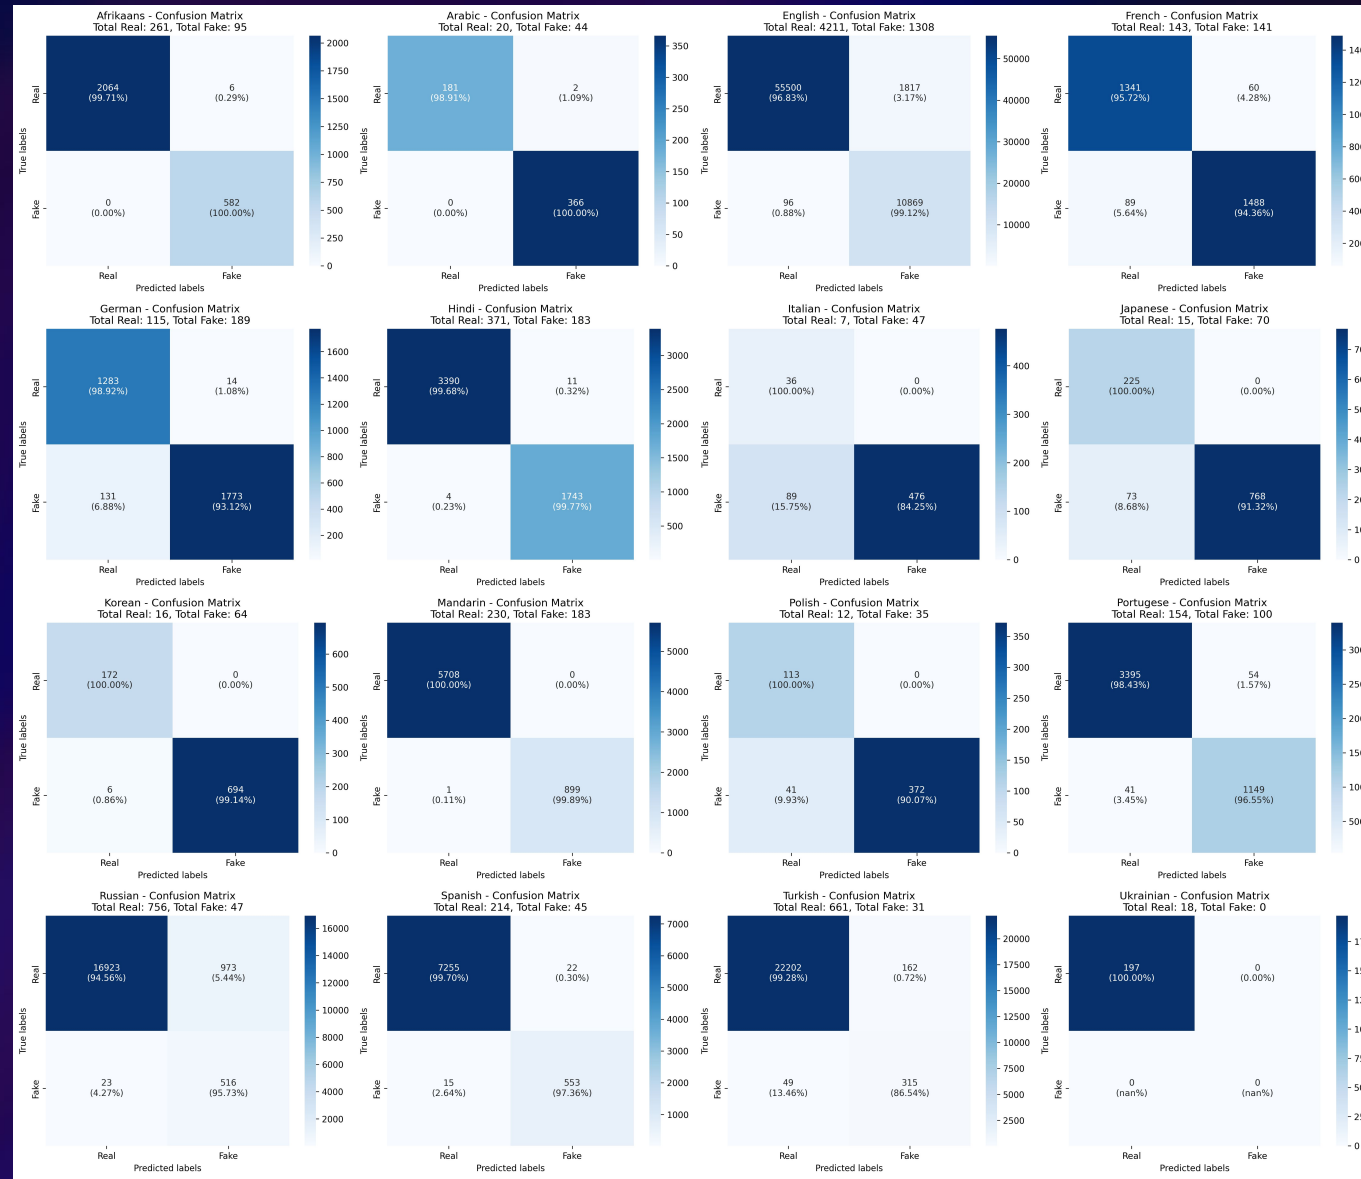 Afrikaans - Confusion Matrix
Total Real: 261, Total Fake: 95
2064
(99.71%)
6
(0.29%)
0
(0.00%)
582
(100.00%)
Real
Fake
True labels
Real
Fake
Predicted labels
2000
1750
1500
1250
1000
750
500
250
0
Arabic - Confusion Matrix
Total Real: 20, Total Fake: 44
181
(98.91%)
2
(1.09%)
0
(0.00%)
366
(100.00%)
Real
Fake
True labels
Real
Fake
Predicted labels
350
300
250
200
150
100
50
0
English - Confusion Matrix
Total Real: 4211, Total Fake: 1308
55500
(96.83%)
1817
(3.17%)
96
(0.88%)
10869
(99.12%)
Real
Fake
True labels
Real
Fake
Predicted labels
50000
40000
30000
20000
10000
French - Confusion Matrix
Total Real: 143, Total Fake: 141
1341
(95.72%)
60
(4.28%)
89
(5.64%)
1488
(94.36%)
Real
Fake
True labels
Real
Fake
Predicted labels
German - Confusion Matrix
Total Real: 115, Total Fake: 189
1283
(98.92%)
14
(1.08%)
131
(6.88%)
1773
(93.12%)
Real
Fake
True labels
Real
Fake
Predicted labels
1600
1400
1200
1000
800
600
400
200
Hindi - Confusion Matrix
Total Real: 371, Total Fake: 183
3390
(99.68%)
11
(0.32%)
4
(0.23%)
1743
(99.77%)
Real
Fake
True labels
Real
Fake
Predicted labels
3000
2500
2000
1500
1000
500
Italian - Confusion Matrix
Total Real: 7, Total Fake: 47
36
(100.00%)
0
(0.00%)
89
(15.75%)
476
(84.25%)
Real
Fake
True labels
Real
Fake
Predicted labels
400
300
200
100
0
Japanese - Confusion Matrix
Total Real: 15, Total Fake: 70
225
(100.00%)
0
(0.00%)
73
(8.68%)
768
(91.32%)
Real
Fake
True labels
Real
Fake
Predicted labels
0
Korean - Confusion Matrix
Total Real: 16, Total Fake: 64
172
(100.00%)
0
(0.00%)
6
(0.86%)
694
(99.14%)
Real
Fake
True labels
Real
Fake
Predicted labels
600
500
400
300
200
100
0
Mandarin - Confusion Matrix
Total Real: 230, Total Fake: 183
5708
(100.00%)
0
(0.00%)
1
(0.11%)
899
(99.89%)
Real
Fake
True labels
Real
Fake
Predicted labels
5000
4000
3000
2000
1000
0
Polish - Confusion Matrix
Total Real: 12, Total Fake: 35
113
(100.00%)
0
(0.00%)
41
(9.93%)
372
(90.07%)
Real
Fake
True labels
Real
Fake
Predicted labels
350
300
250
200
150
100
50
0
Portugese - Confusion Matrix
Total Real: 154, Total Fake: 100
3395
(98.43%)
54
(1.57%)
41
(3.45%)
1149
(96.55%)
Real
Fake
True labels
Real
Fake
Predicted labels
Russian - Confusion Matrix
Total Real: 756, Total Fake: 47
16923
(94.56%)
973
(5.44%)
23
(4.27%)
516
(95.73%)
Real
Fake
True labels
Real
Fake
Predicted labels
16000
14000
12000
10000
8000
6000
4000
2000
Spanish - Confusion Matrix
Total Real: 214, Total Fake: 45
7255
(99.70%)
22
(0.30%)
15
(2.64%)
553
(97.36%)
Real
Fake
True labels
Real
Fake
Predicted labels
7000
6000
5000
4000
3000
2000
1000
Turkish - Confusion Matrix
Total Real: 661, Total Fake: 31
22202
(99.28%)
162
(0.72%)
49
(13.46%)
315
(86.54%)
Real
Fake
True labels
Real
Fake
Predicted labels
20000
17500
15000
12500
10000
7500
5000
2500
Ukrainian - Confusion Matrix
Total Real: 18, Total Fake: 0
197
(100.00%)
0
(0.00%)
0
(nan%)
0
(nan%)
Real
Fake
True labels
Real
Fake
Predicted labels
0